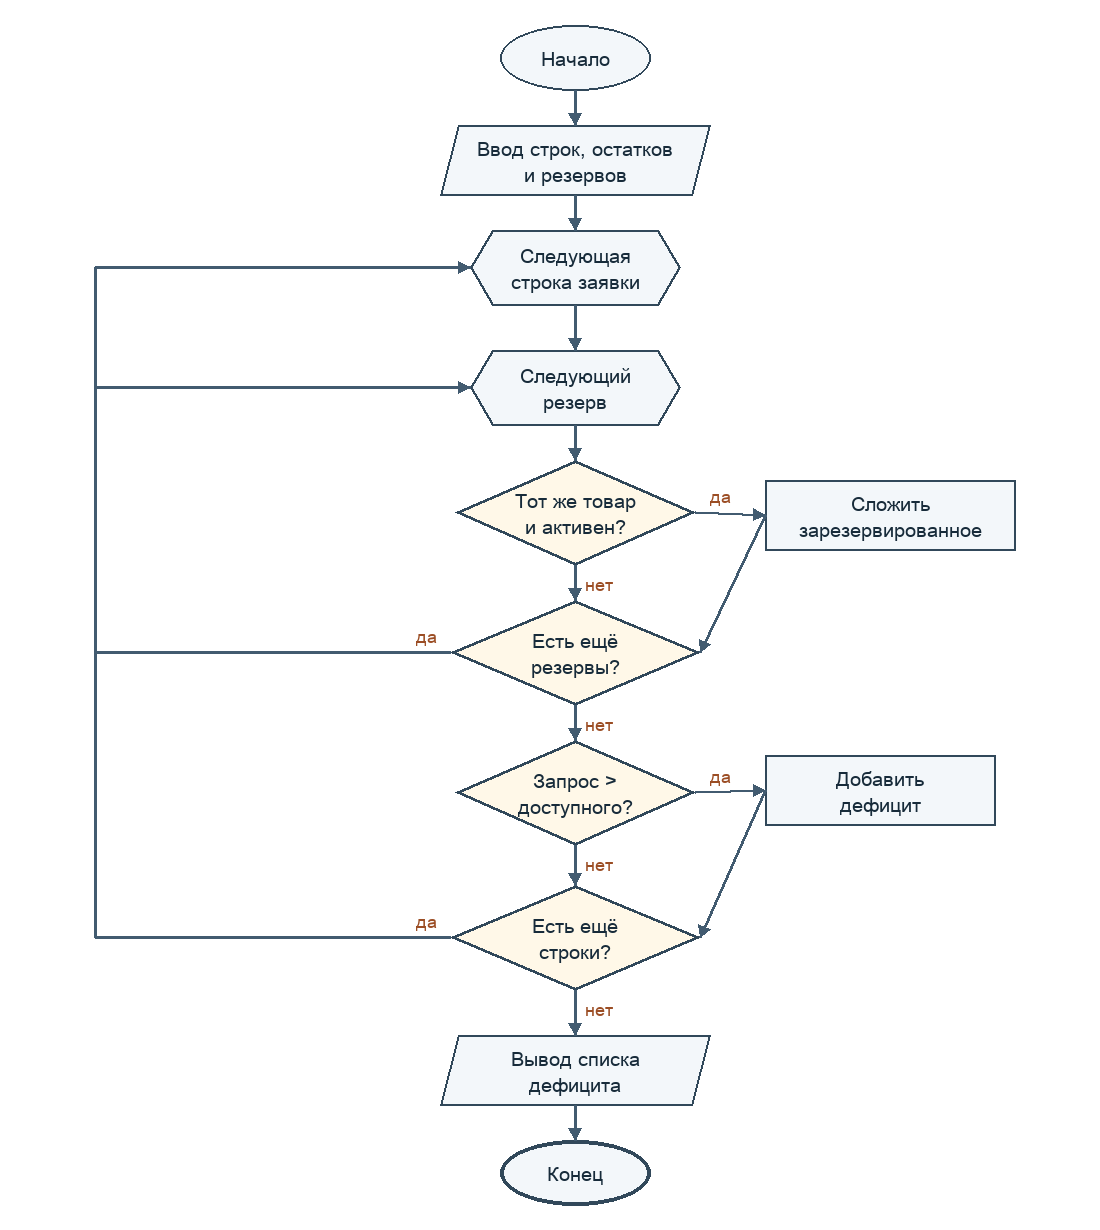 Начало
Ввод строк, остатков
и резервов
Следующая
строка заявки
Следующий
резерв
Тот же товар
и активен?
да
Сложить
зарезервированное
нет
Есть ещё
резервы?
да
нет
Запрос >
доступного?
да
Добавить
дефицит
нет
Есть ещё
строки?
да
нет
Вывод списка
дефицита
Конец